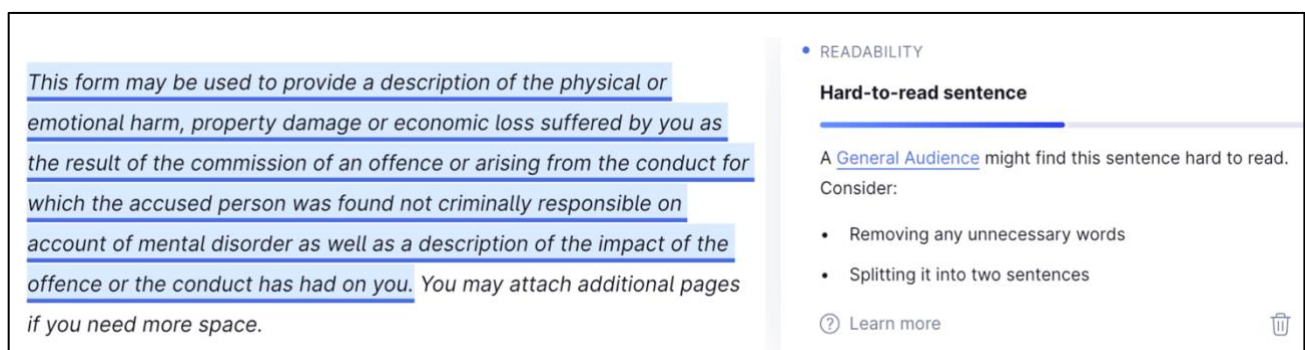 This form may be used to provide a description of the physical or
emotional harm, property damage or economic loss suffered by you as
the result of the commission of an offence or arising from the conduct for
which the accused person was found not criminally responsible on
account of mental disorder as well as a description of the impact of the
offence or the conduct has had on you. You may attach additional pages
if you need more space.
READABILITY
Hard-to-read sentence
A General Audience might find this sentence hard to read.
Consider:
• Removing any unnecessary words
• Splitting it into two sentences
? Learn more